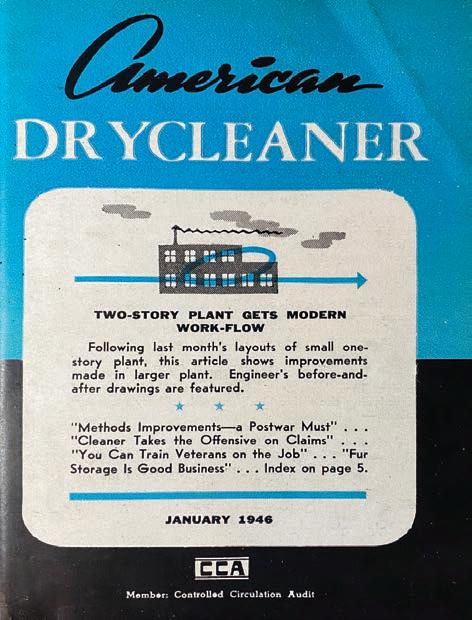 American
DRYCLEANER
TWO-STORY PLANT GETS MODERN
WORK-FLOW
Following last month's layouts of small one-
story plant, this article shows improvements
made in larger plant. Engineer's before-and-
after drawings are featured.
"Methods Improvements—a Postwar Must" . . .
"Cleaner Takes the Offensive on Claims" . . .
"You Can Train Veterans on the Job" . . . "Fur
Storage Is Good Business" . . . Index on page 5.
JANUARY 1946
CCA
Member: Controlled Circulation Audit